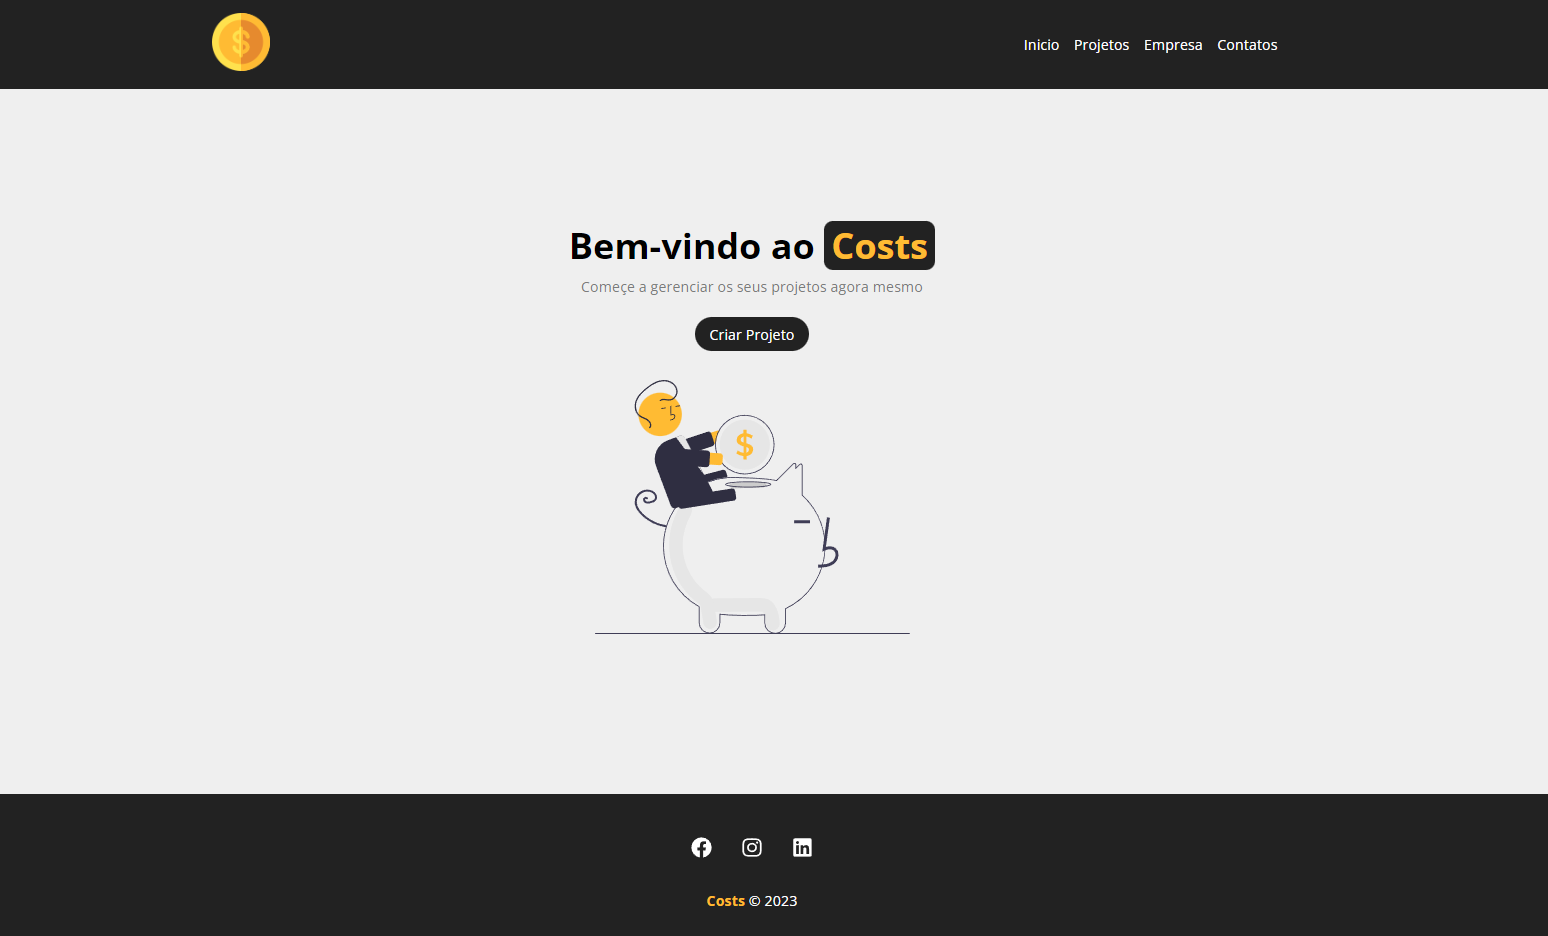 $
Inicio Projetos Empresa Contatos
Bem-vindo ao Costs
Começe a gerenciar os seus projetos agora mesmo
Criar Projeto
$
Costs © 2023